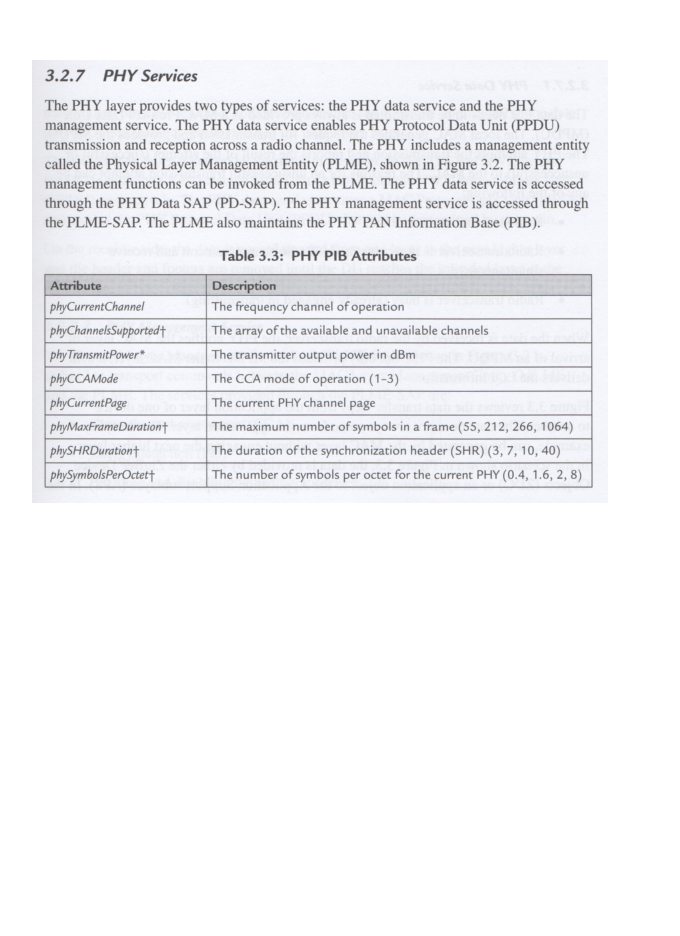 3.2.7 PHY Services
The PHY layer provides two types of services: the PHY data service and the PHY
management service. The PHY data service enables PHY Protocol Data Unit (PPDU)
transmission and reception across a radio channel. The PHY includes a management entity
called the Physical Layer Management Entity (PLME), shown in Figure 3.2. The PHY
management functions can be invoked from the PLME. The PHY data service is accessed
through the PHY Data SAP (PD-SAP). The PHY management service is accessed through
the PLME-SAP. The PLME also maintains the PHY PAN Information Base (PIB).
Table 3.3: PHY PIB Attributes
Attribute Description
phyCurrentChannel The frequency channel of operation
phyChannelsSupported† The array of the available and unavailable channels
phyTransmitPower* The transmitter output power in dBm
phyCCAMode The CCA mode of operation (1–3)
phyCurrentPage The current PHY channel page
phyMaxFrameDuration† The maximum number of symbols in a frame (55, 212, 266, 1064)
phySHRDuration† The duration of the synchronization header (SHR) (3, 7, 10, 40)
phySymbolsPerOctet† The number of symbols per octet for the current PHY (0.4, 1.6, 2, 8)